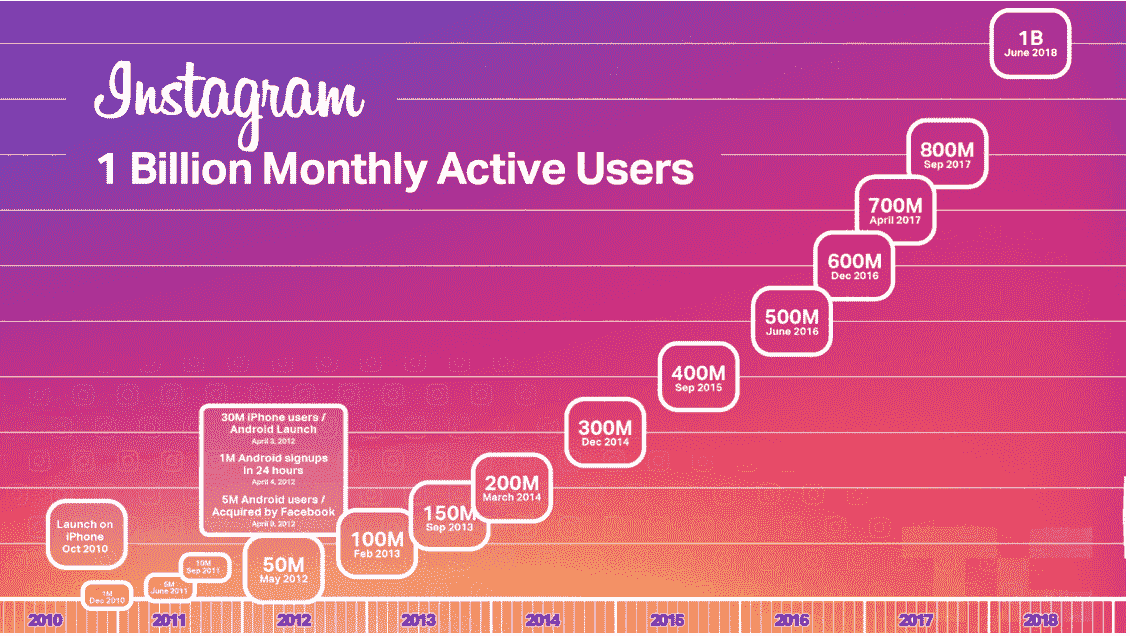 Instagram
1 Billion Monthly Active Users
1B
June 2018
800M
Sep 2017
700M
April 2017
600M
Dec 2016
500M
June 2016
400M
Sep 2015
300M
Dec 2014
200M
March 2014
150M
Sep 2013
100M
Feb 2013
50M
May 2012
30M iPhone users /
Android Launch
April 3, 2012
1M Android signups
in 24 hours
April 4, 2012
5M Android users /
Acquired by Facebook
April 9, 2012
10M
Sep 2011
5M
June 2011
1M
Dec 2010
Launch on
iPhone
Oct 2010
2010 2011 2012 2013 2014 2015 2016 2017 2018